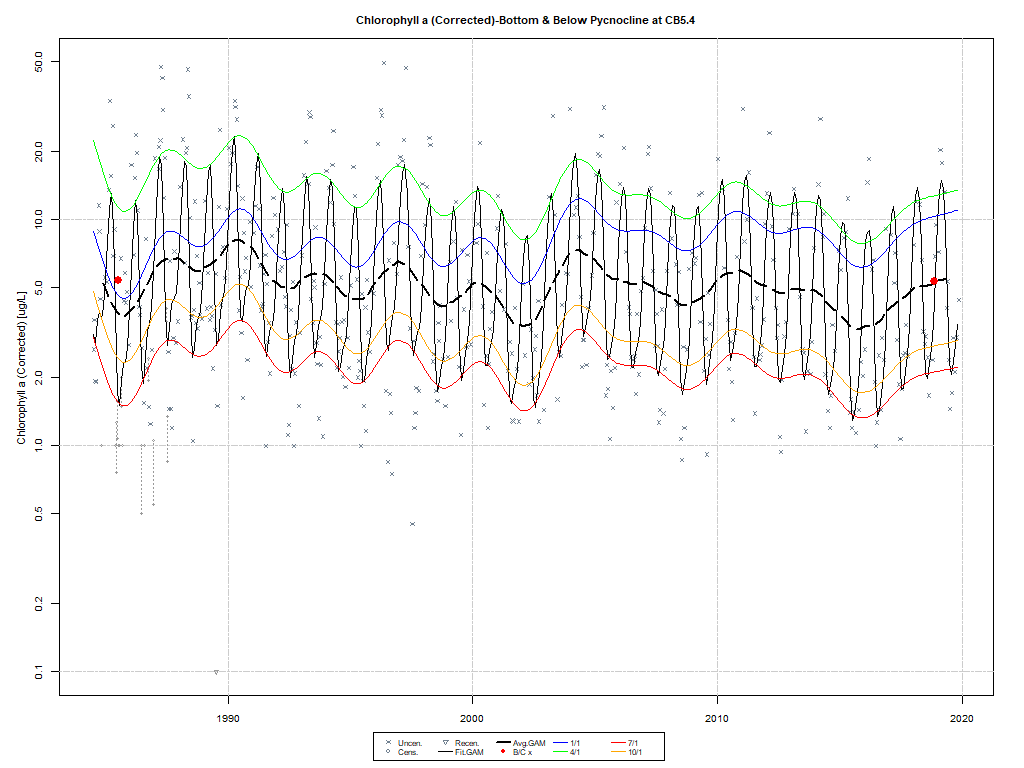 Chlorophyll a (Corrected)-Bottom & Below Pycnocline at CB5.4
Chlorophyll a (Corrected) [ug/L]
50.0
20.0
10.0
5.0
2.0
1.0
0.5
0.2
0.1
1990 2000 2010 2020
Uncen. Recen. Avg.GAM 1/1 7/1
Cens. Fit.GAM B/C x 4/1 10/1